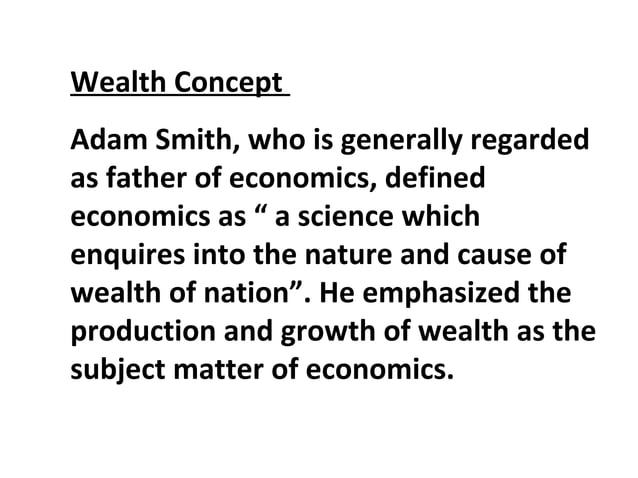 Wealth Concept
Adam Smith, who is generally regarded
as father of economics, defined
economics as “ a science which
enquires into the nature and cause of
wealth of nation”. He emphasized the
production and growth of wealth as the
subject matter of economics.